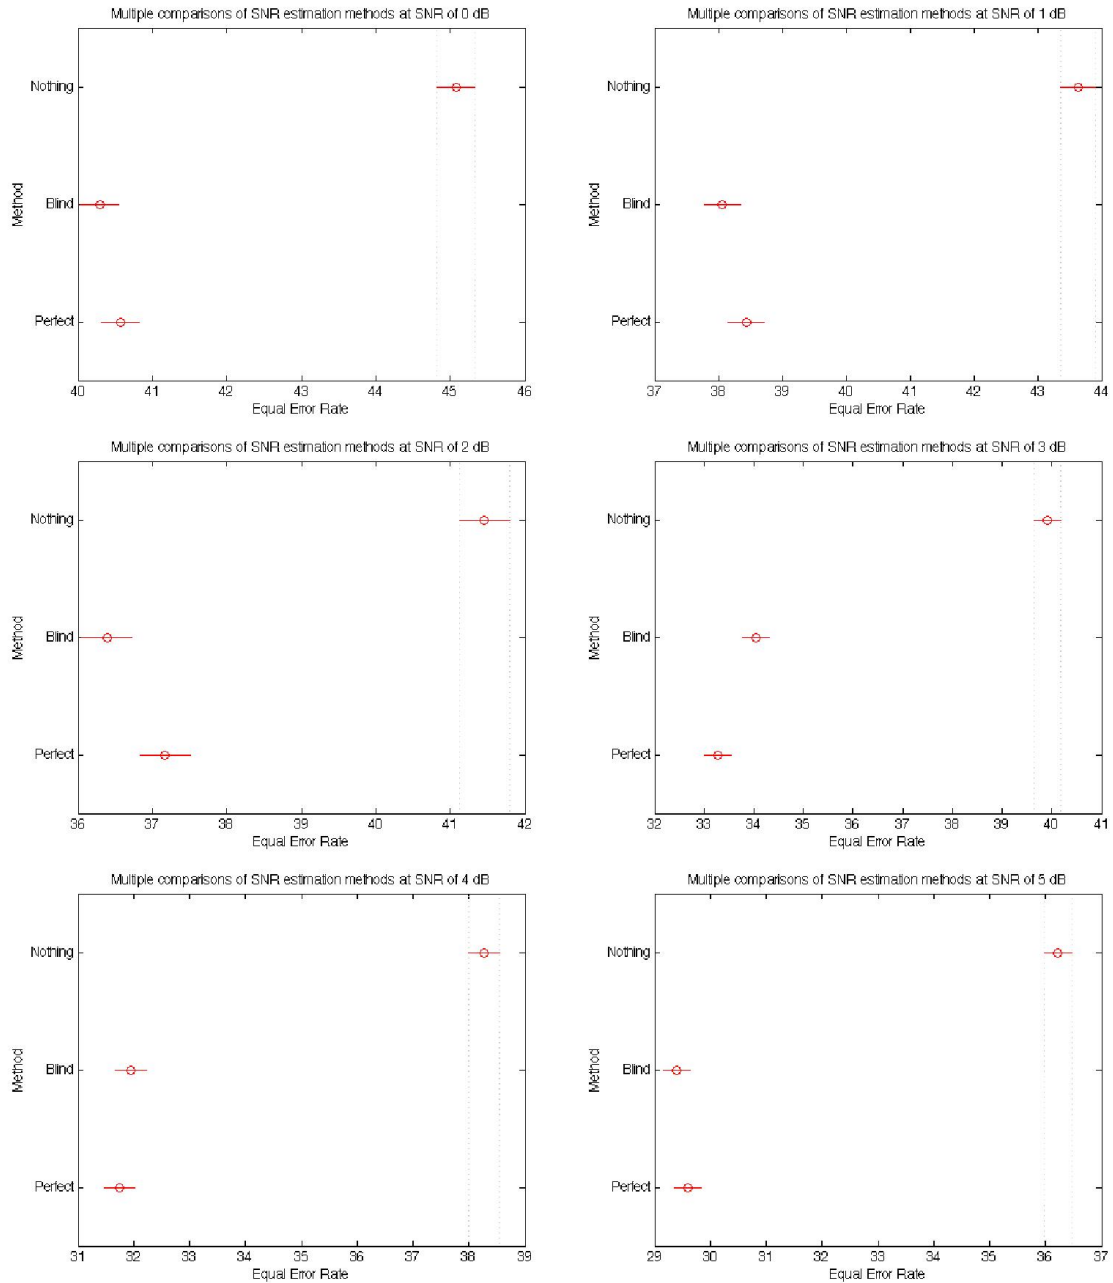 Multiple comparisons of SNR estimation methods at SNR of 0 dB
Nothing
Blind
Perfect
Method
40 41 42 43 44 45 46
Equal Error Rate
Multiple comparisons of SNR estimation methods at SNR of 1 dB
Nothing
Blind
Perfect
Method
37 38 39 40 41 42 43 44
Equal Error Rate
Multiple comparisons of SNR estimation methods at SNR of 2 dB
Nothing
Blind
Perfect
Method
36 37 38 39 40 41 42
Equal Error Rate
Multiple comparisons of SNR estimation methods at SNR of 3 dB
Nothing
Blind
Perfect
Method
32 33 34 35 36 37 38 39 40 41
Equal Error Rate
Multiple comparisons of SNR estimation methods at SNR of 4 dB
Nothing
Blind
Perfect
Method
31 32 33 34 35 36 37 38 39
Equal Error Rate
Multiple comparisons of SNR estimation methods at SNR of 5 dB
Nothing
Blind
Perfect
Method
29 30 31 32 33 34 35 36 37
Equal Error Rate